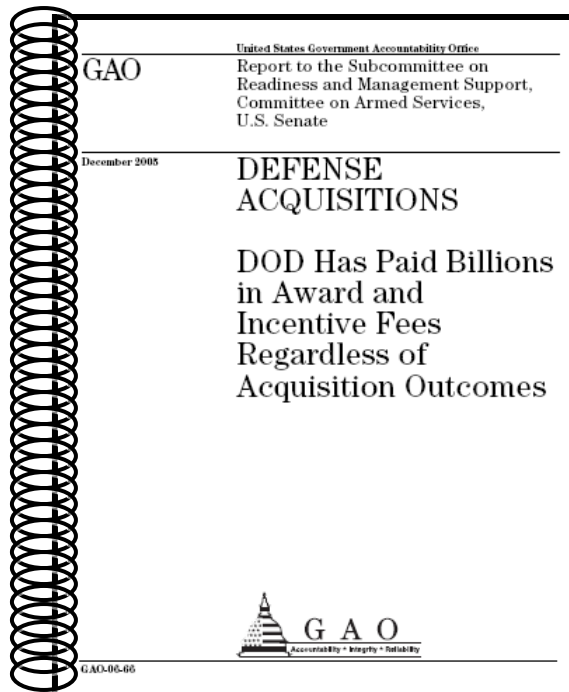 United States Government Accountability Office
GAO
Report to the Subcommittee on
Readiness and Management Support,
Committee on Armed Services,
U.S. Senate
December 2005
DEFENSE
ACQUISITIONS
DOD Has Paid Billions
in Award and
Incentive Fees
Regardless of
Acquisition Outcomes
G A O
Accountability * Integrity * Reliability
GAO-06-66